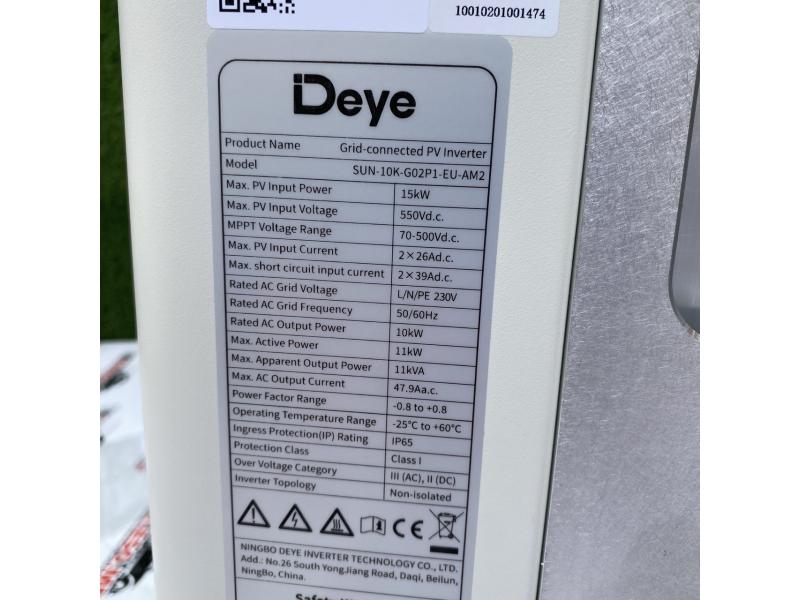 10010201001474
Deye
Product Name Grid-connected PV Inverter
Model SUN-10K-G02P1-EU-AM2
Max. PV Input Power 15kW
Max. PV Input Voltage 550Vd.c.
MPPT Voltage Range 70-500Vd.c.
Max. PV Input Current 2×26Ad.c.
Max. short circuit input current 2×39Ad.c.
Rated AC Grid Voltage L/N/PE 230V
Rated AC Grid Frequency 50/60Hz
Rated AC Output Power 10kW
Max. Active Power 11kW
Max. Apparent Output Power 11kVA
Max. AC Output Current 47.9Aa.c.
Power Factor Range -0.8 to +0.8
Operating Temperature Range -25°C to +60°C
Ingress Protection(IP) Rating IP65
Protection Class Class I
Over Voltage Category III (AC), II (DC)
Inverter Topology Non-isolated
CE
NINGBO DEYE INVERTER TECHNOLOGY CO., LTD.
Add.: No.26 South YongJiang Road, Daqi, Beilun,
NingBo, China.